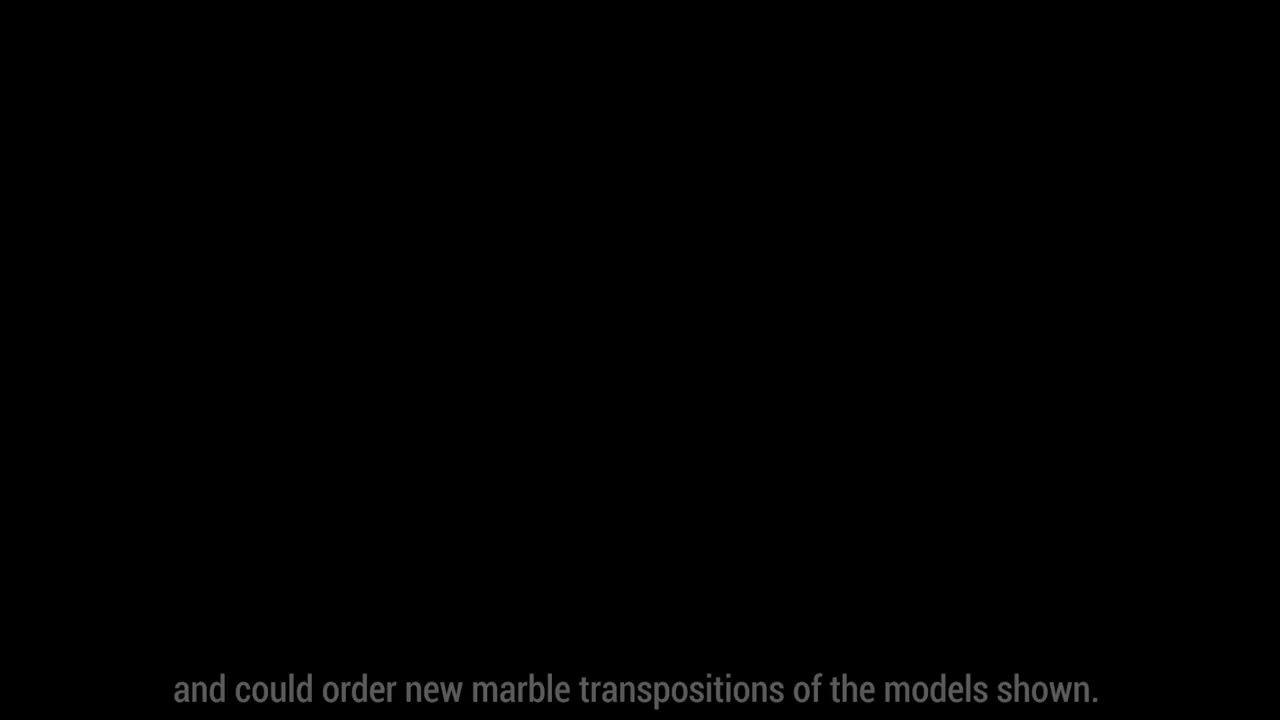 and could order new marble transpositions of the models shown.